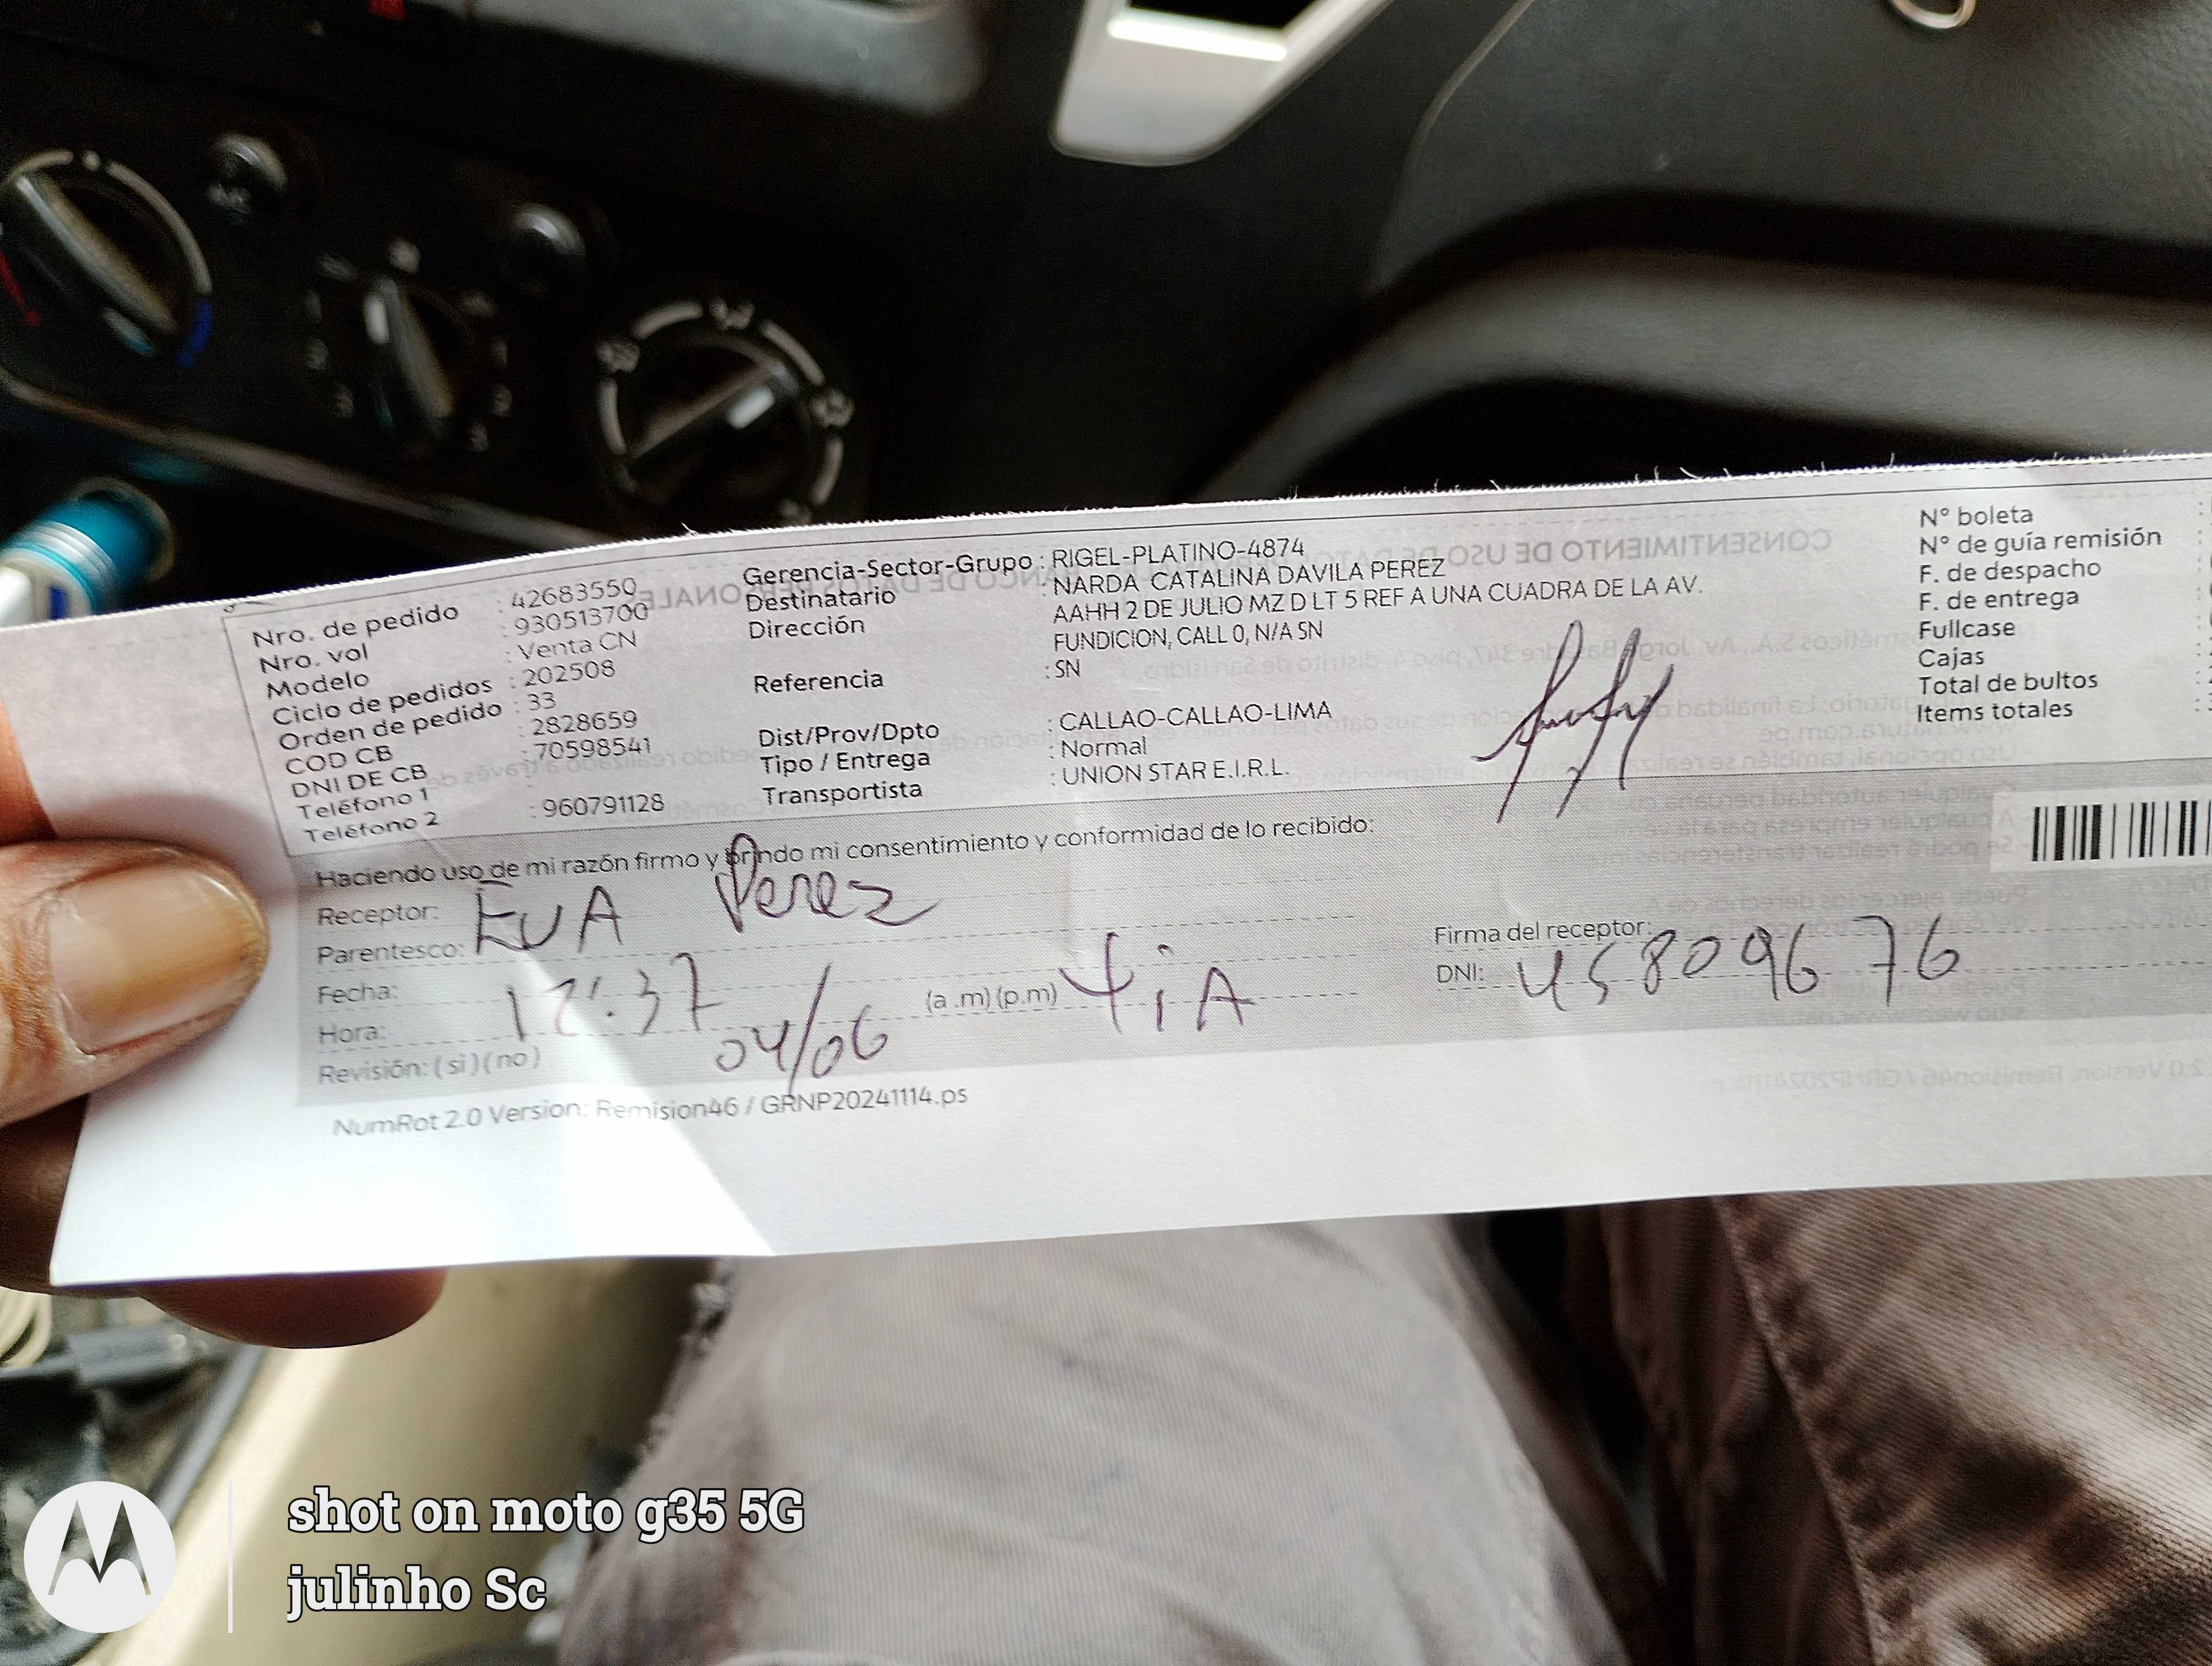 Nro. de pedido : 42683550
Nro. vol : 930513700
Modelo : Venta CN
Ciclo de pedidos : 202508
Orden de pedido : 33
COD CB : 2828659
DNI DE CB : 70598541
Teléfono 1 :
Teléfono 2 : 960791128
Gerencia-Sector-Grupo : RIGEL-PLATINO-4874
Destinatario : NARDA CATALINA DAVILA PEREZ
Dirección : AAHH 2 DE JULIO MZ D LT 5 REF A UNA CUADRA DE LA AV.
FUNDICION, CALL 0, N/A SN
Referencia : SN
Dist/Prov/Dpto : CALLAO-CALLAO-LIMA
Tipo / Entrega : Normal
Transportista : UNION STAR E.I.R.L.
N° boleta :
N° de guía remisión :
F. de despacho :
F. de entrega :
Fullcase :
Cajas :
Total de bultos :
Items totales :
Haciendo uso de mi razón firmo y brindo mi consentimiento y conformidad de lo recibido:
Receptor: EVA Perez
Parentesco:
Fecha:
Hora: 12:37 04/06 (a.m)(p.m) tiA
Revisión: (si)(no)
Firma del receptor:
DNI: 45809676
NumRot 2.0 Version: Remision46 / GRNP20241114.ps
shot on moto g35 5G
julinho Sc